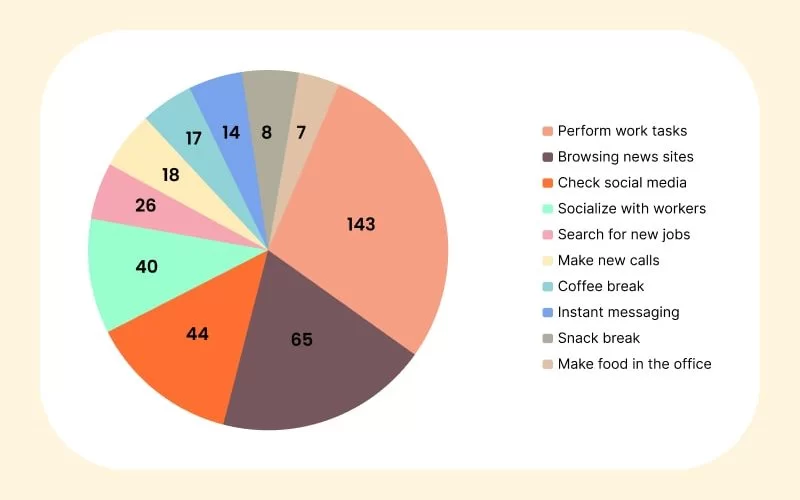 17
14
8
7
18
26
143
40
44
65
Perform work tasks
Browsing news sites
Check social media
Socialize with workers
Search for new jobs
Make new calls
Coffee break
Instant messaging
Snack break
Make food in the office